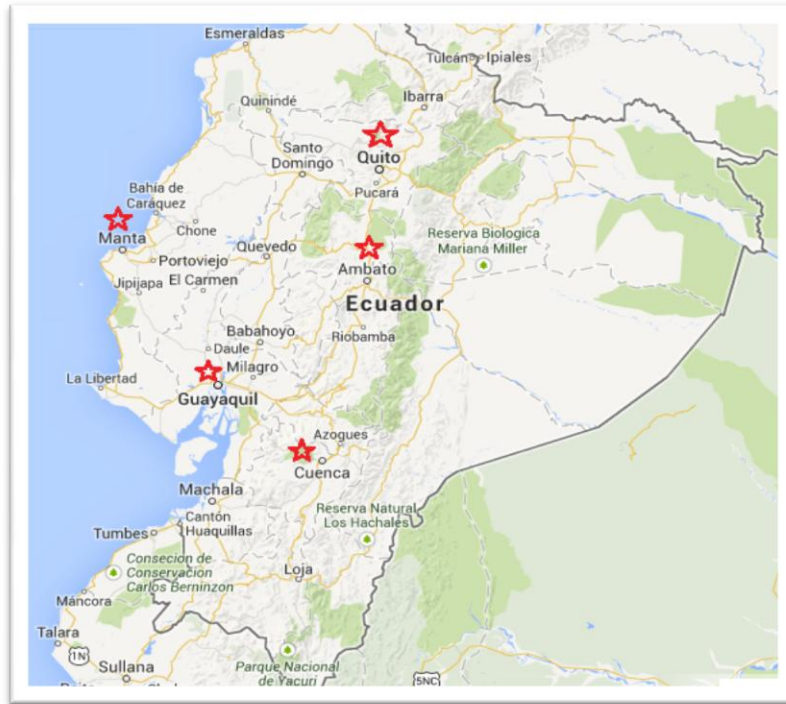 Esmeraldas
Tulcán
Ipiales
Ibarra
Quinindé
Santo
Domingo
Quito
Pucará
Bahía de
Caráquez
Chone
Manta
Portoviejo
Quevedo
Reserva Biologica
Mariana Miller
Ambato
Jipijapa
El Carmen
Ecuador
Babahoyo
Riobamba
Daule
Milagro
La Libertad
Guayaquil
Azogues
Cuenca
Machala
Reserva Natural
Los Hachales
Cantón
Huaquillas
Tumbes
Consecion de
Conservacion
Carlos Berninzon
Loja
Máncora
Talara
1N
Sullana
Parque Nacional
de Yacuri
5NC